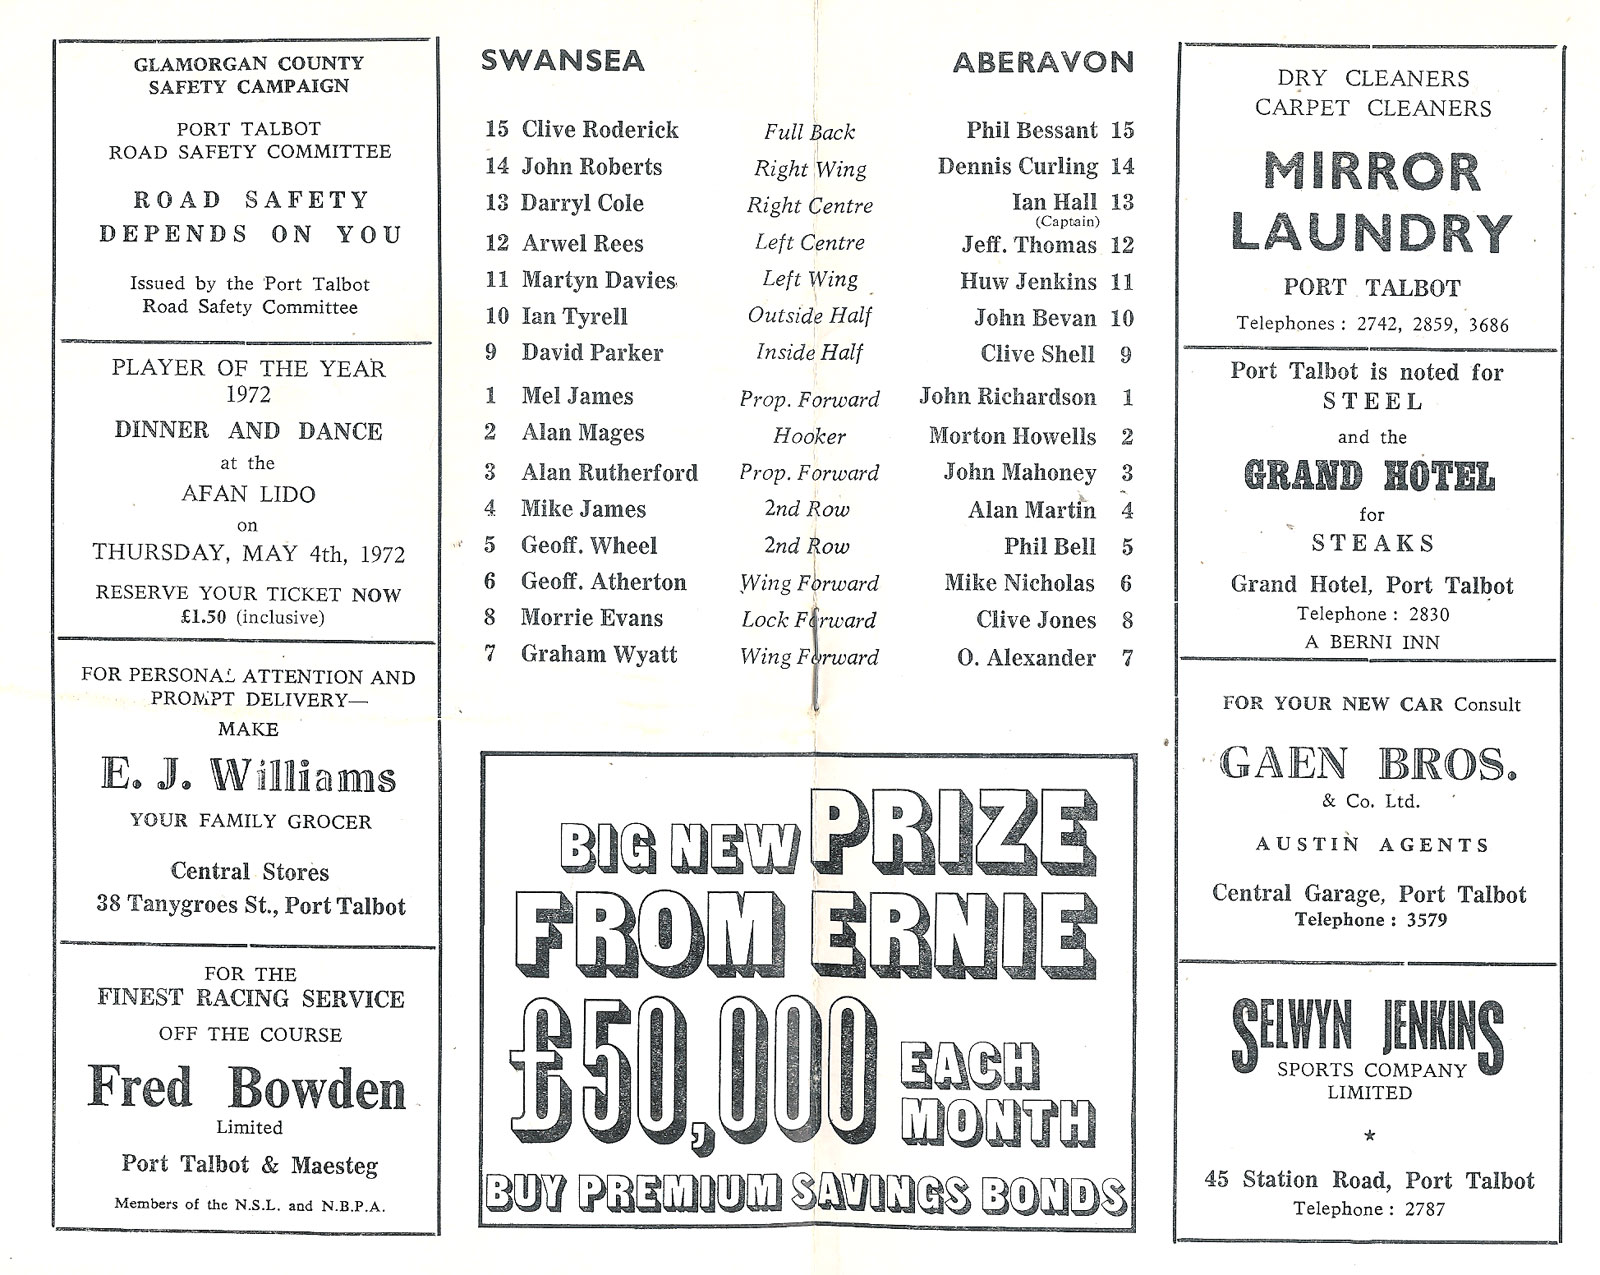 GLAMORGAN COUNTY
SAFETY CAMPAIGN
PORT TALBOT
ROAD SAFETY COMMITTEE
ROAD SAFETY
DEPENDS ON YOU
Issued by the Port Talbot
Road Safety Committee
PLAYER OF THE YEAR
1972
DINNER AND DANCE
at the
AFAN LIDO
on
THURSDAY, MAY 4th, 1972
RESERVE YOUR TICKET NOW
£1.50 (inclusive)
FOR PERSONAL ATTENTION AND
PROMPT DELIVERY—
MAKE
E. J. Williams
YOUR FAMILY GROCER
Central Stores
38 Tanygroes St., Port Talbot
FOR THE
FINEST RACING SERVICE
OFF THE COURSE
Fred Bowden
Limited
Port Talbot & Maesteg
Members of the N.S.L. and N.B.P.A.
SWANSEA ABERAVON
15 Clive Roderick Full Back Phil Bessant 15
14 John Roberts Right Wing Dennis Curling 14
13 Darryl Cole Right Centre Ian Hall 13
(Captain)
12 Arwel Rees Left Centre Jeff. Thomas 12
11 Martyn Davies Left Wing Huw Jenkins 11
10 Ian Tyrell Outside Half John Bevan 10
9 David Parker Inside Half Clive Shell 9
1 Mel James Prop. Forward John Richardson 1
2 Alan Mages Hooker Morton Howells 2
3 Alan Rutherford Prop. Forward John Mahoney 3
4 Mike James 2nd Row Alan Martin 4
5 Geoff. Wheel 2nd Row Phil Bell 5
6 Geoff. Atherton Wing Forward Mike Nicholas 6
8 Morrie Evans Lock Forward Clive Jones 8
7 Graham Wyatt Wing Forward O. Alexander 7
BIG NEW PRIZE
FROM ERNIE
£50,000 EACH
MONTH
BUY PREMIUM SAVINGS BONDS
DRY CLEANERS
CARPET CLEANERS
MIRROR
LAUNDRY
PORT TALBOT
Telephones : 2742, 2859, 3686
Port Talbot is noted for
STEEL
and the
GRAND HOTEL
for
STEAKS
Grand Hotel, Port Talbot
Telephone : 2830
A BERNI INN
FOR YOUR NEW CAR Consult
GAEN BROS.
& Co. Ltd.
AUSTIN AGENTS
Central Garage, Port Talbot
Telephone : 3579
SELWYN JENKINS
SPORTS COMPANY
LIMITED
★
45 Station Road, Port Talbot
Telephone : 2787